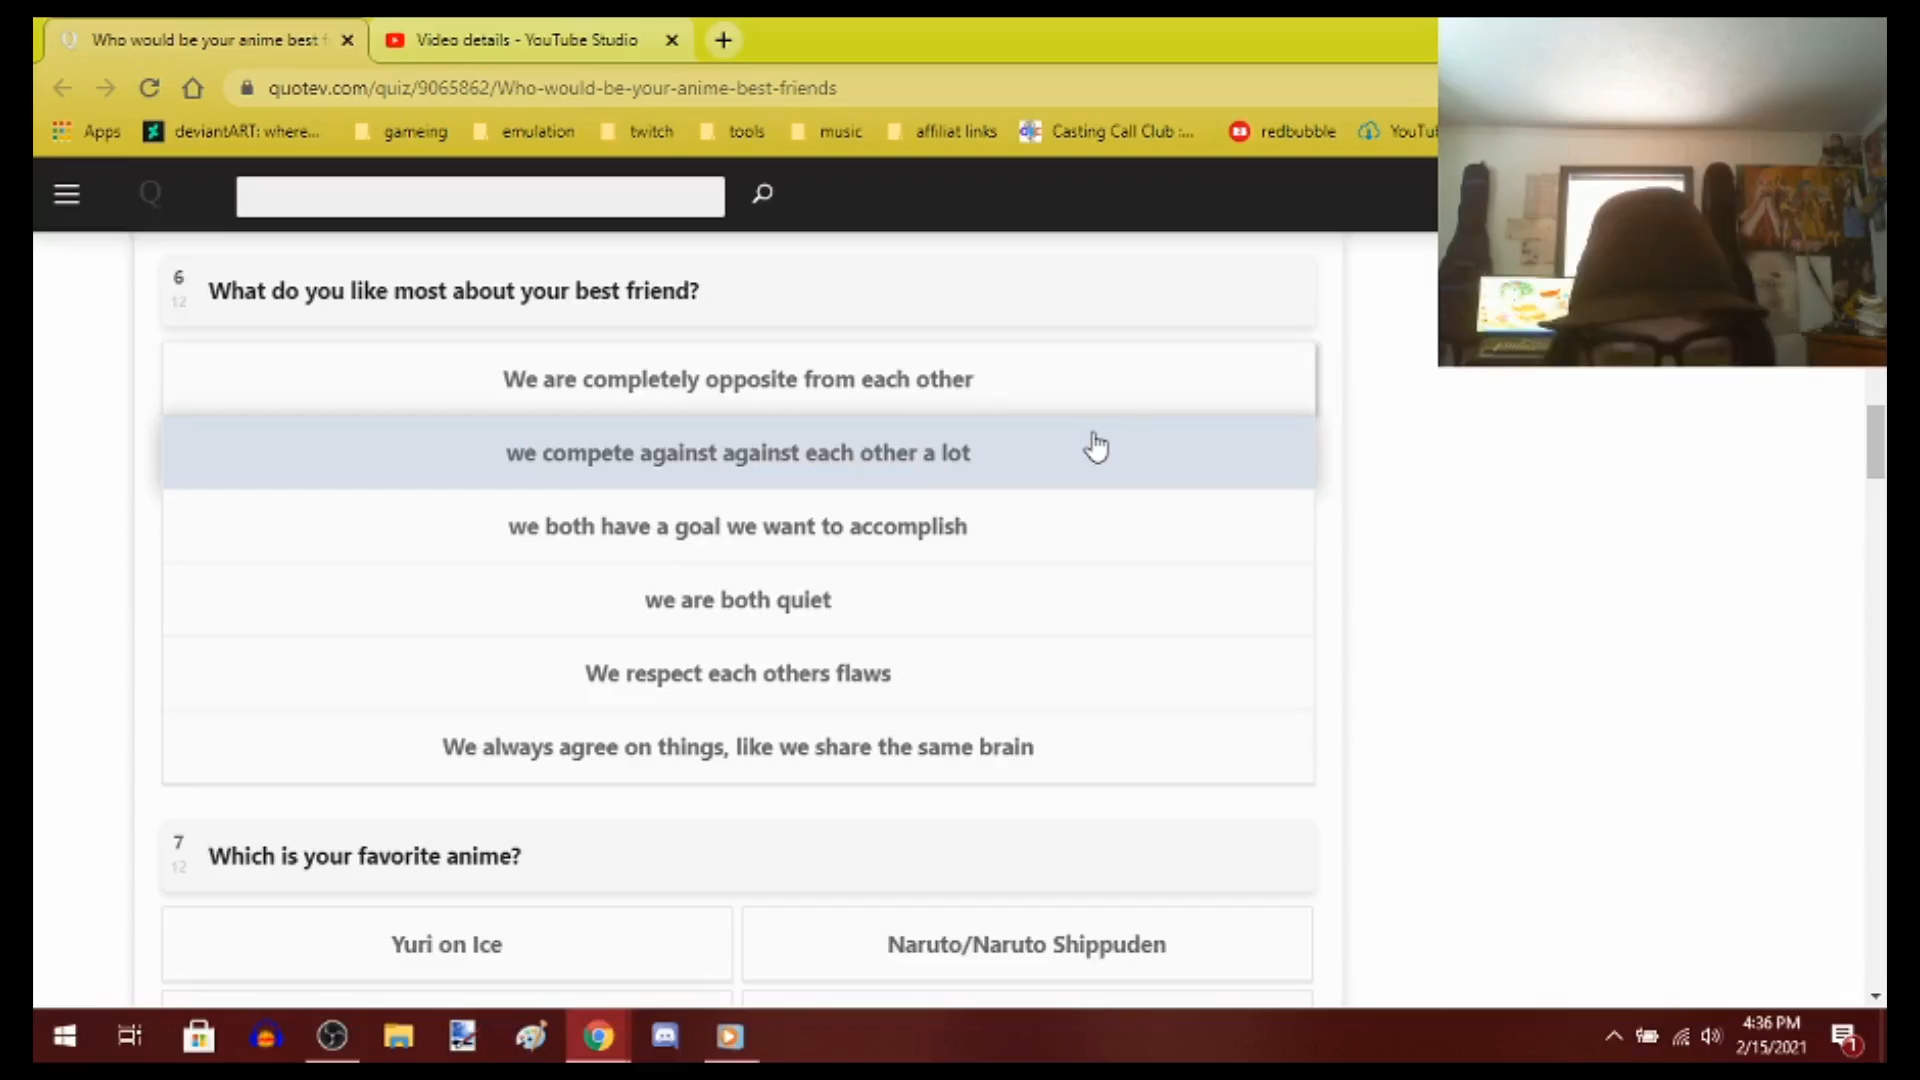 Who would be your anime best f
Video details - YouTube Studio
quotev.com/quiz/9065862/Who-would-be-your-anime-best-friends
Apps
deviantART: where...
gameing
emulation
twitch
tools
music
affiliat links
Casting Call Club :...
redbubble
YouTu
Q
6
12
What do you like most about your best friend?
We are completely opposite from each other
we compete against against each other a lot
we both have a goal we want to accomplish
we are both quiet
We respect each others flaws
We always agree on things, like we share the same brain
7
12
Which is your favorite anime?
Yuri on Ice
Naruto/Naruto Shippuden
4:36 PM
2/15/2021
1